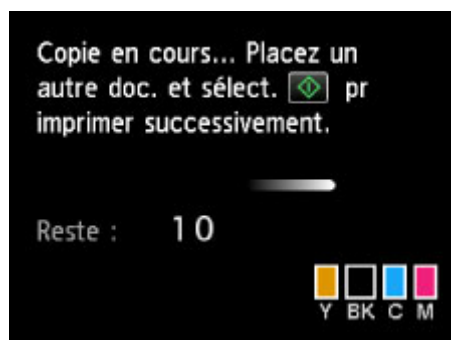 Copie en cours... Placez un
autre doc. et sélect. pr
imprimer successivement.
Reste : 10
Y BK C M